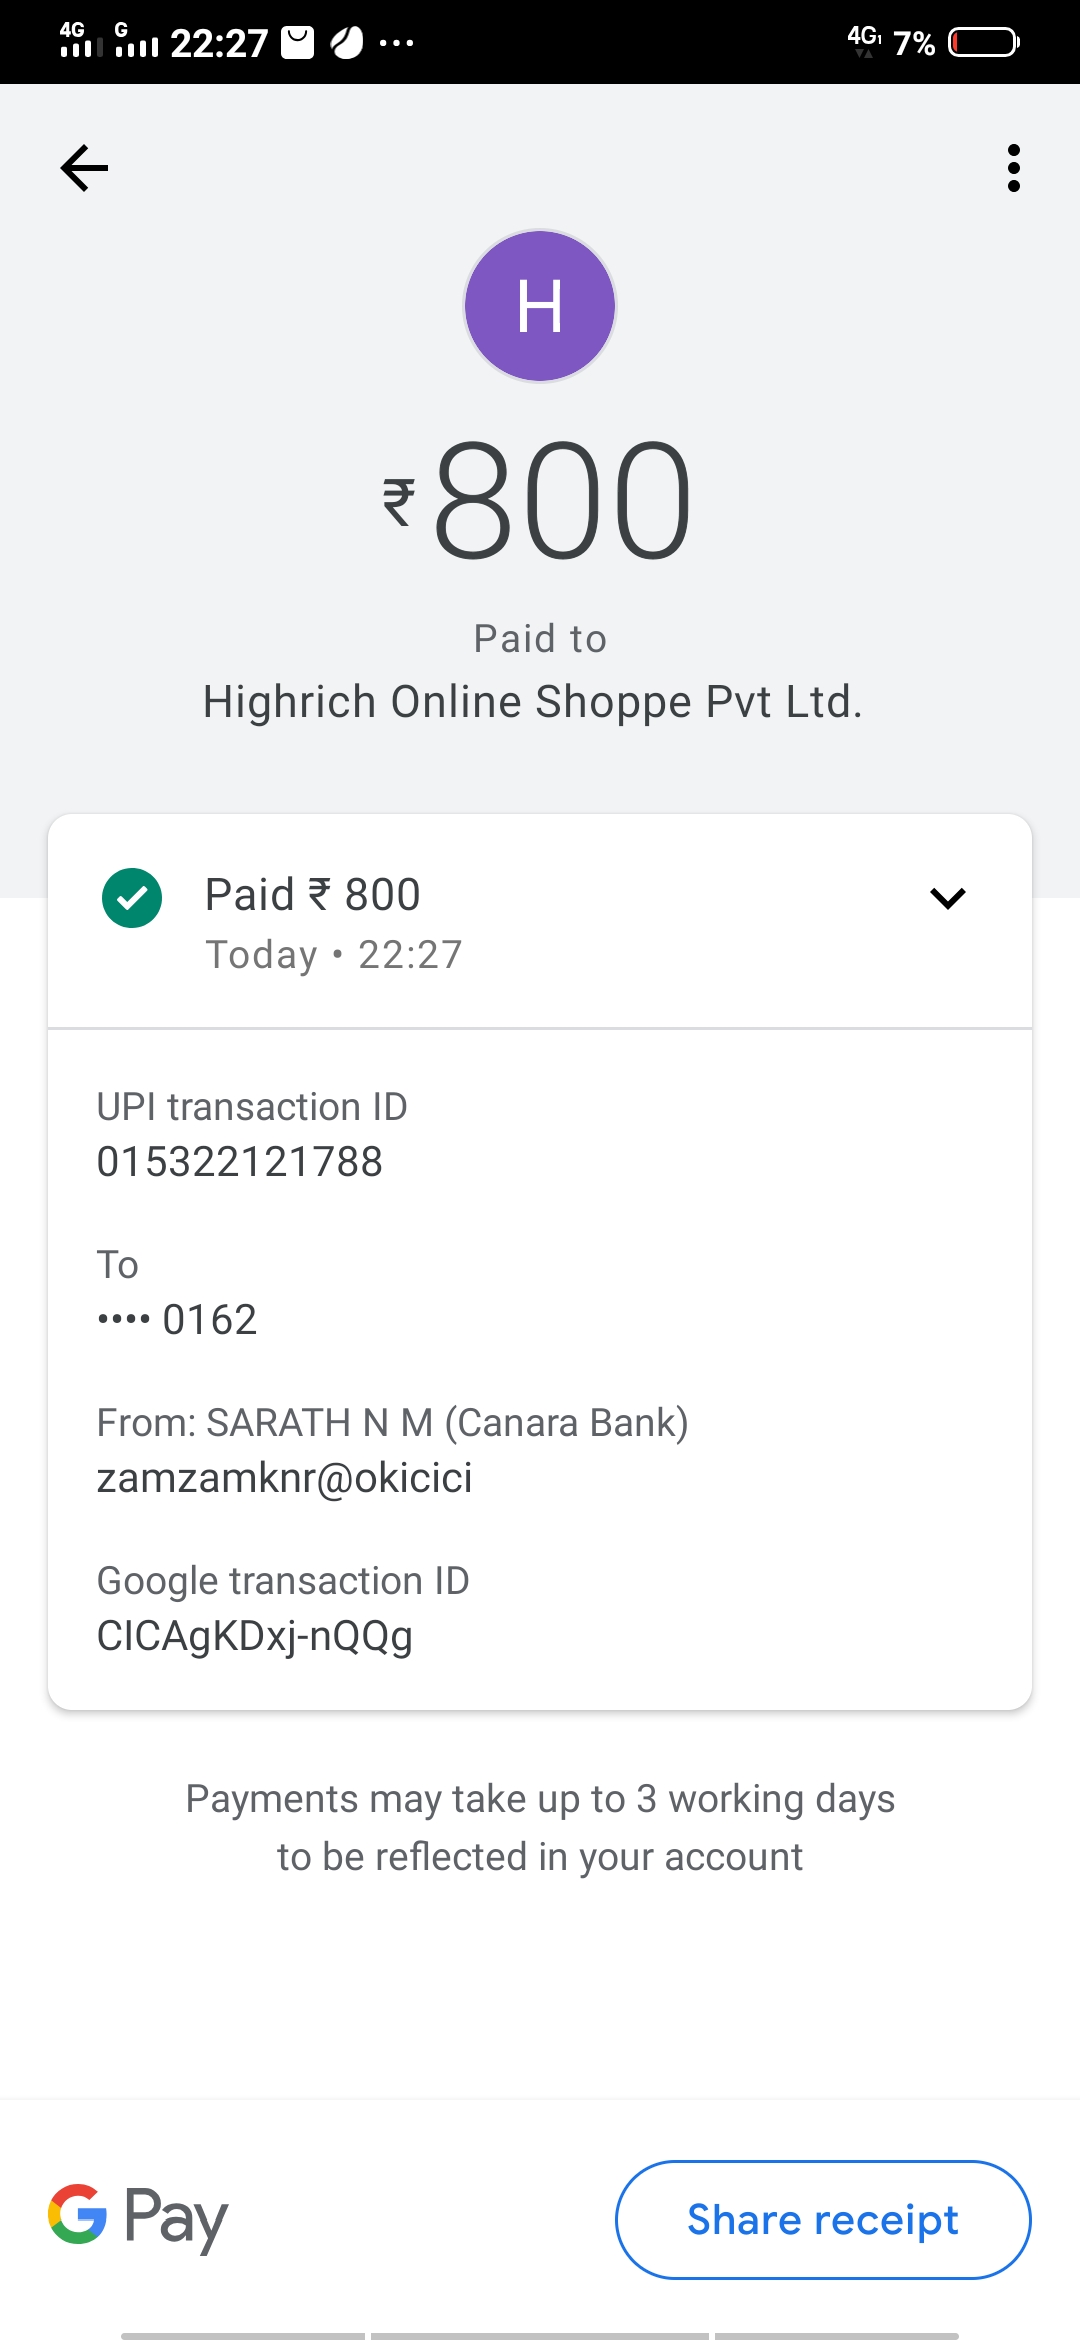 4G G 22:27 4G1 7%
H
₹800
Paid to
Highrich Online Shoppe Pvt Ltd.
Paid ₹ 800
Today • 22:27
UPI transaction ID
015322121788
To
•••• 0162
From: SARATH N M (Canara Bank)
zamzamknr@okicici
Google transaction ID
CICAgKDxj-nQQg
Payments may take up to 3 working days
to be reflected in your account
G Pay
Share receipt